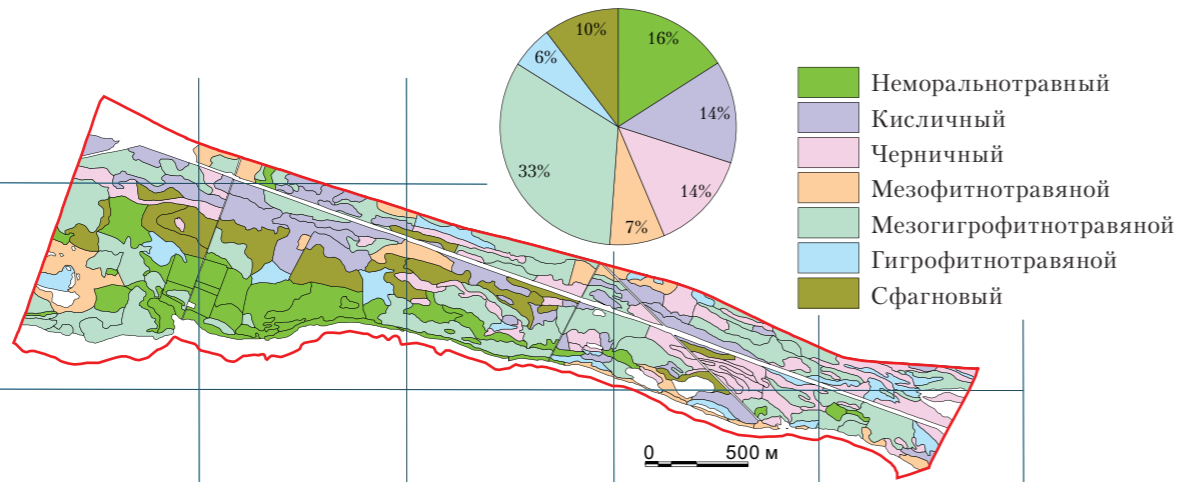 10%
16%
6%
14%
33%
14%
7%
Неморальнотравный
Кисличный
Черничный
Мезофитнотравяной
Мезогигрофитнотравяной
Гигрофитнотравяной
Сфагновый
0 500 м